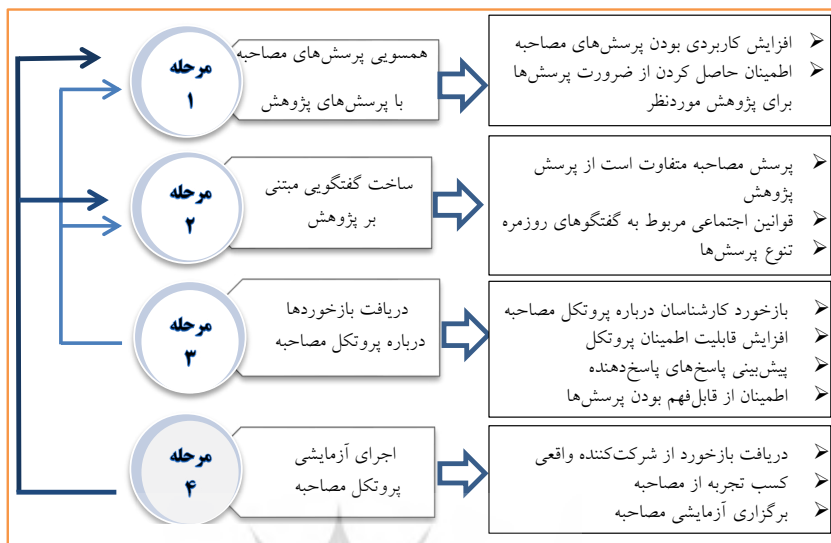 مرحله
۱
همسویی پرسش‌های مصاحبه
با پرسش‌های پژوهش
افزایش کاربردی بودن پرسش‌های مصاحبه
اطمینان حاصل کردن از ضرورت پرسش‌ها
برای پژوهش موردنظر
مرحله
۲
ساخت گفتگویی مبتنی
بر پژوهش
پرسش مصاحبه متفاوت است از پرسش
پژوهش
قوانین اجتماعی مربوط به گفتگوهای روزمره
تنوع پرسش‌ها
مرحله
۳
دریافت بازخوردها
درباره پروتکل مصاحبه
بازخورد کارشناسان درباره پروتکل مصاحبه
افزایش قابلیت اطمینان پروتکل
پیش‌بینی پاسخ‌های پاسخ‌دهنده
اطمینان از قابل‌فهم بودن پرسش‌ها
مرحله
۴
اجرای آزمایشی
پروتکل مصاحبه
دریافت بازخورد از شرکت‌کننده واقعی
کسب تجربه از مصاحبه
برگزاری آزمایشی مصاحبه